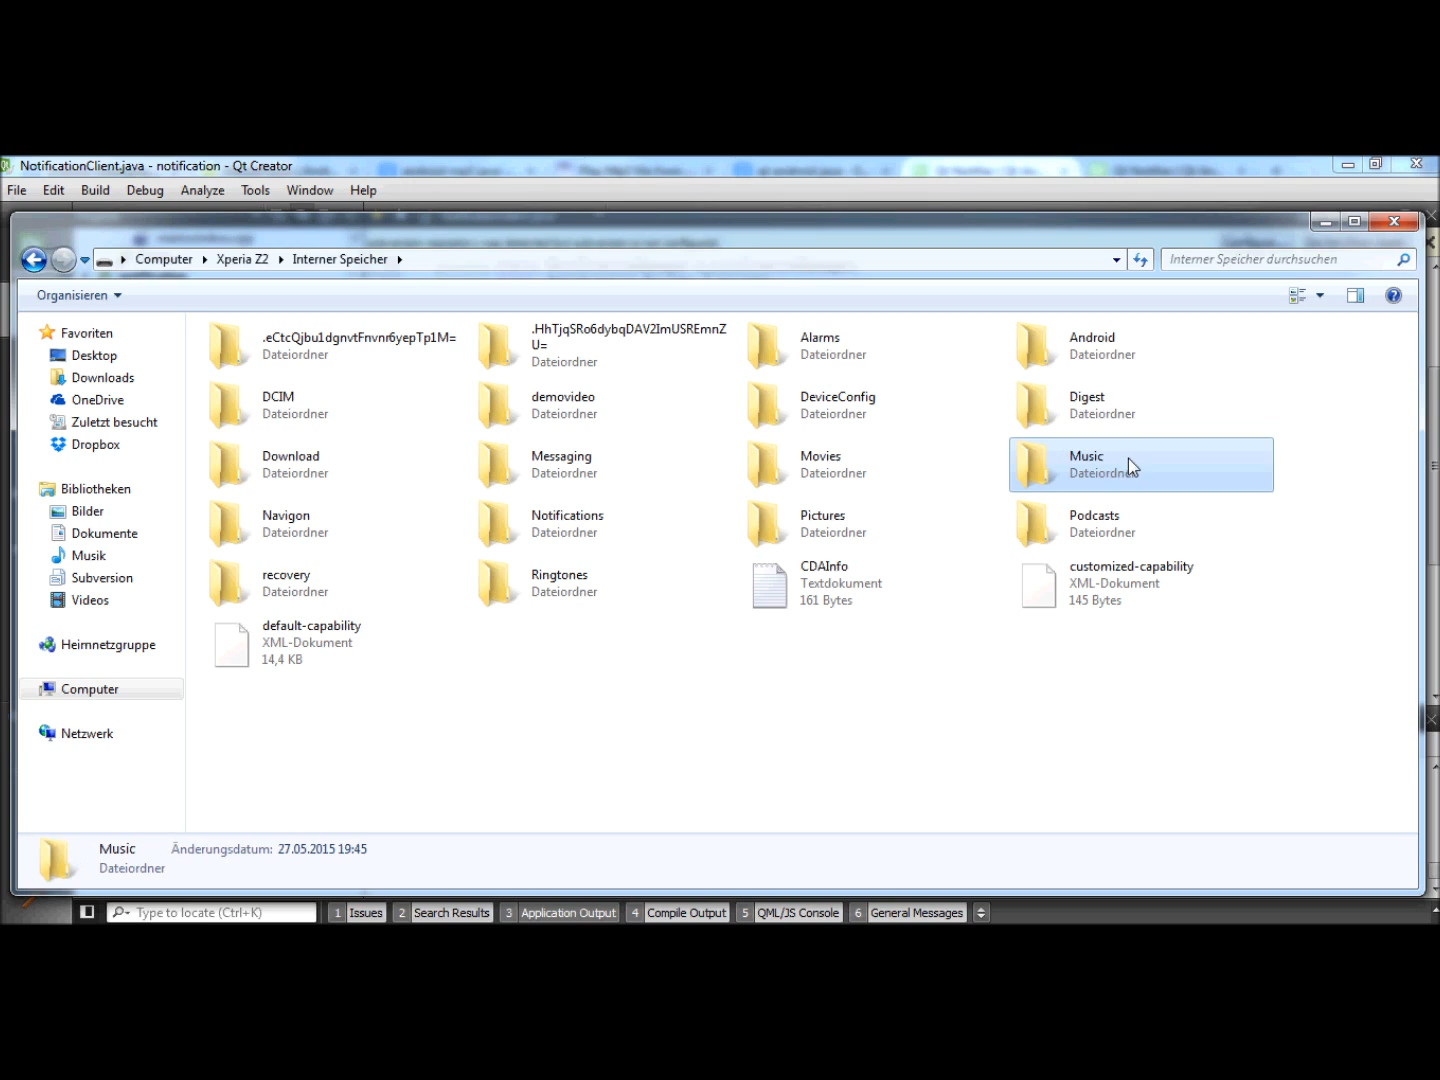 NotificationClient.java - notification - Qt Creator
File Edit Build Debug Analyze Tools Window Help
Computer Xperia Z2 Interner Speicher
Interner Speicher durchsuchen
Organisieren
Favoriten
Desktop
Downloads
OneDrive
Zuletzt besucht
Dropbox
Bibliotheken
Bilder
Dokumente
Musik
Subversion
Videos
Heimnetzgruppe
Computer
Netzwerk
.eCtcQjbu1dgnvtFnvnr6yepTp1M=
Dateiordner
.HhTjqSRo6dybqDAV2ImUSREmnZ
U=
Dateiordner
Alarms
Dateiordner
Android
Dateiordner
DCIM
Dateiordner
demovideo
Dateiordner
DeviceConfig
Dateiordner
Digest
Dateiordner
Download
Dateiordner
Messaging
Dateiordner
Movies
Dateiordner
Music
Dateiordner
Navigon
Dateiordner
Notifications
Dateiordner
Pictures
Dateiordner
Podcasts
Dateiordner
recovery
Dateiordner
Ringtones
Dateiordner
CDAInfo
Textdokument
161 Bytes
customized-capability
XML-Dokument
145 Bytes
default-capability
XML-Dokument
14,4 KB
Music Änderungsdatum: 27.05.2015 19:45
Dateiordner
Type to locate (Ctrl+K) 1 Issues 2 Search Results 3 Application Output 4 Compile Output 5 QML/JS Console 6 General Messages